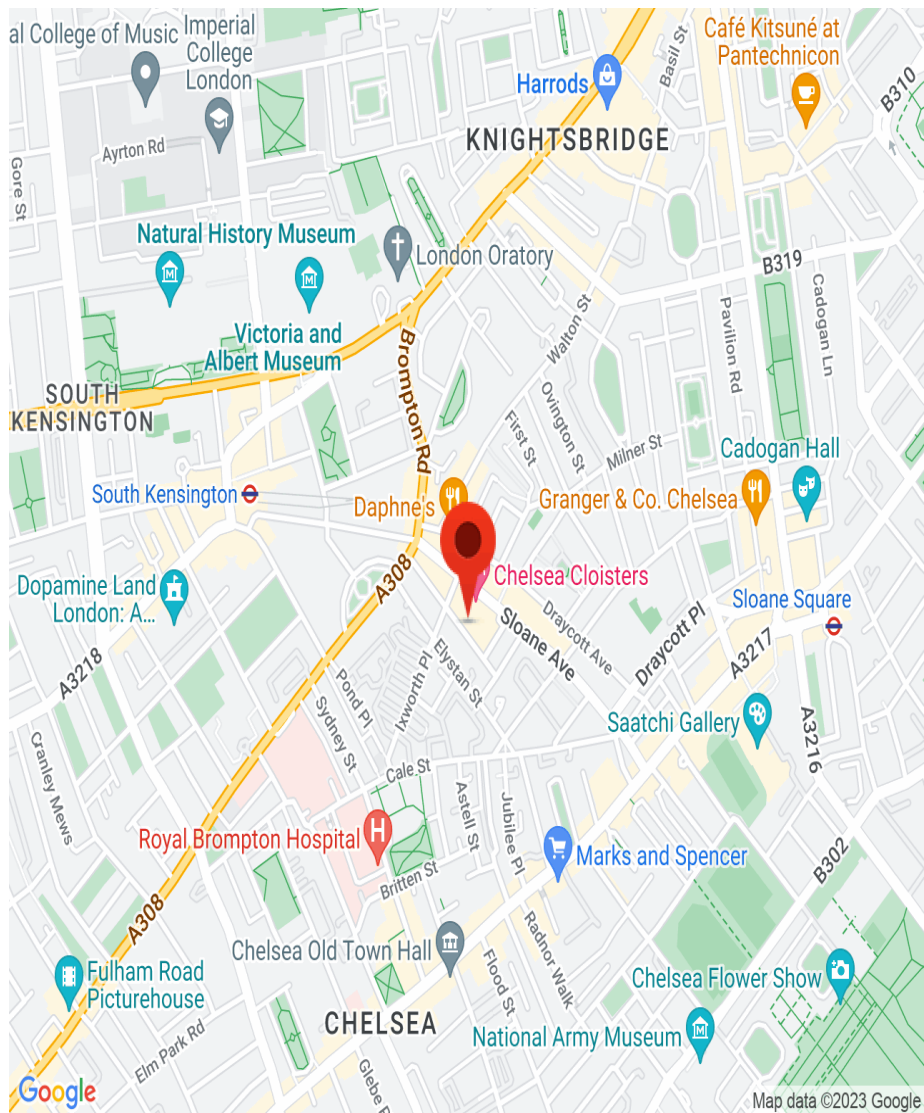 al College of Music
Imperial
College
London
Café Kitsuné at
Pantechnicon
Basil St
Harrods
B310
KNIGHTSBRIDGE
Ayrton Rd
Gore St
Natural History Museum
London Oratory
B319
Cadogan Ln
Victoria and
Albert Museum
Walton St
Pavilion Rd
Brompton Rd
SOUTH
KENSINGTON
Ovington St
First St
Milner St
Cadogan Hall
South Kensington
Daphne's
Granger & Co. Chelsea
A308
Chelsea Cloisters
Dopamine Land
London: A...
Sloane Square
Draycott Ave
Sloane Ave
Draycott Pl
A3217
A3218
Elystan St
Ixworth Pl
Pond Pl
Sydney St
Saatchi Gallery
A3216
Cranley Mews
Cale St
Astell St
Jubilee Pl
Royal Brompton Hospital
Marks and Spencer
B302
Britten St
A308
Chelsea Old Town Hall
Radnor Walk
Flood St
Fulham Road
Picturehouse
Chelsea Flower Show
CHELSEA
National Army Museum
Elm Park Rd
Glebe P
Google
Map data ©2023 Google